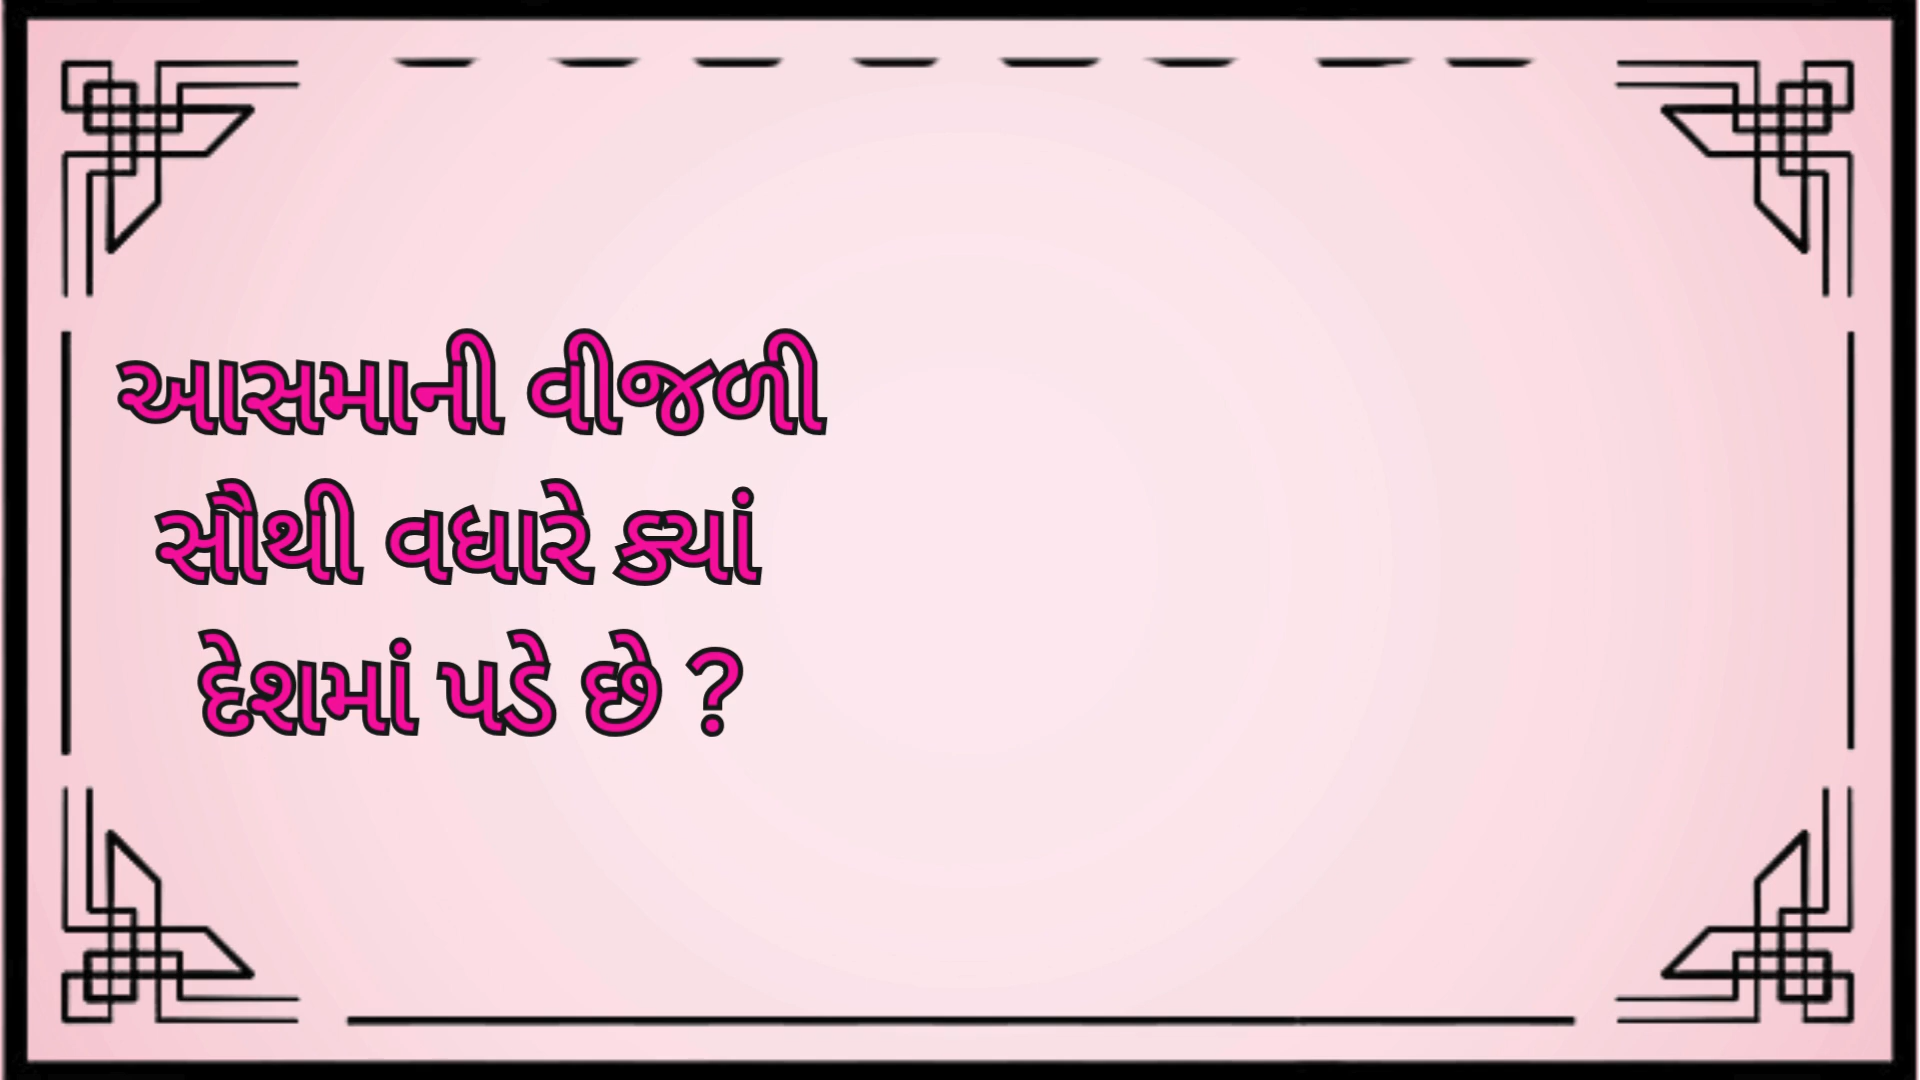 આસમાની વીજળી
સૌથી વધારે ક્યાં
દેશમાં પડે છે ?